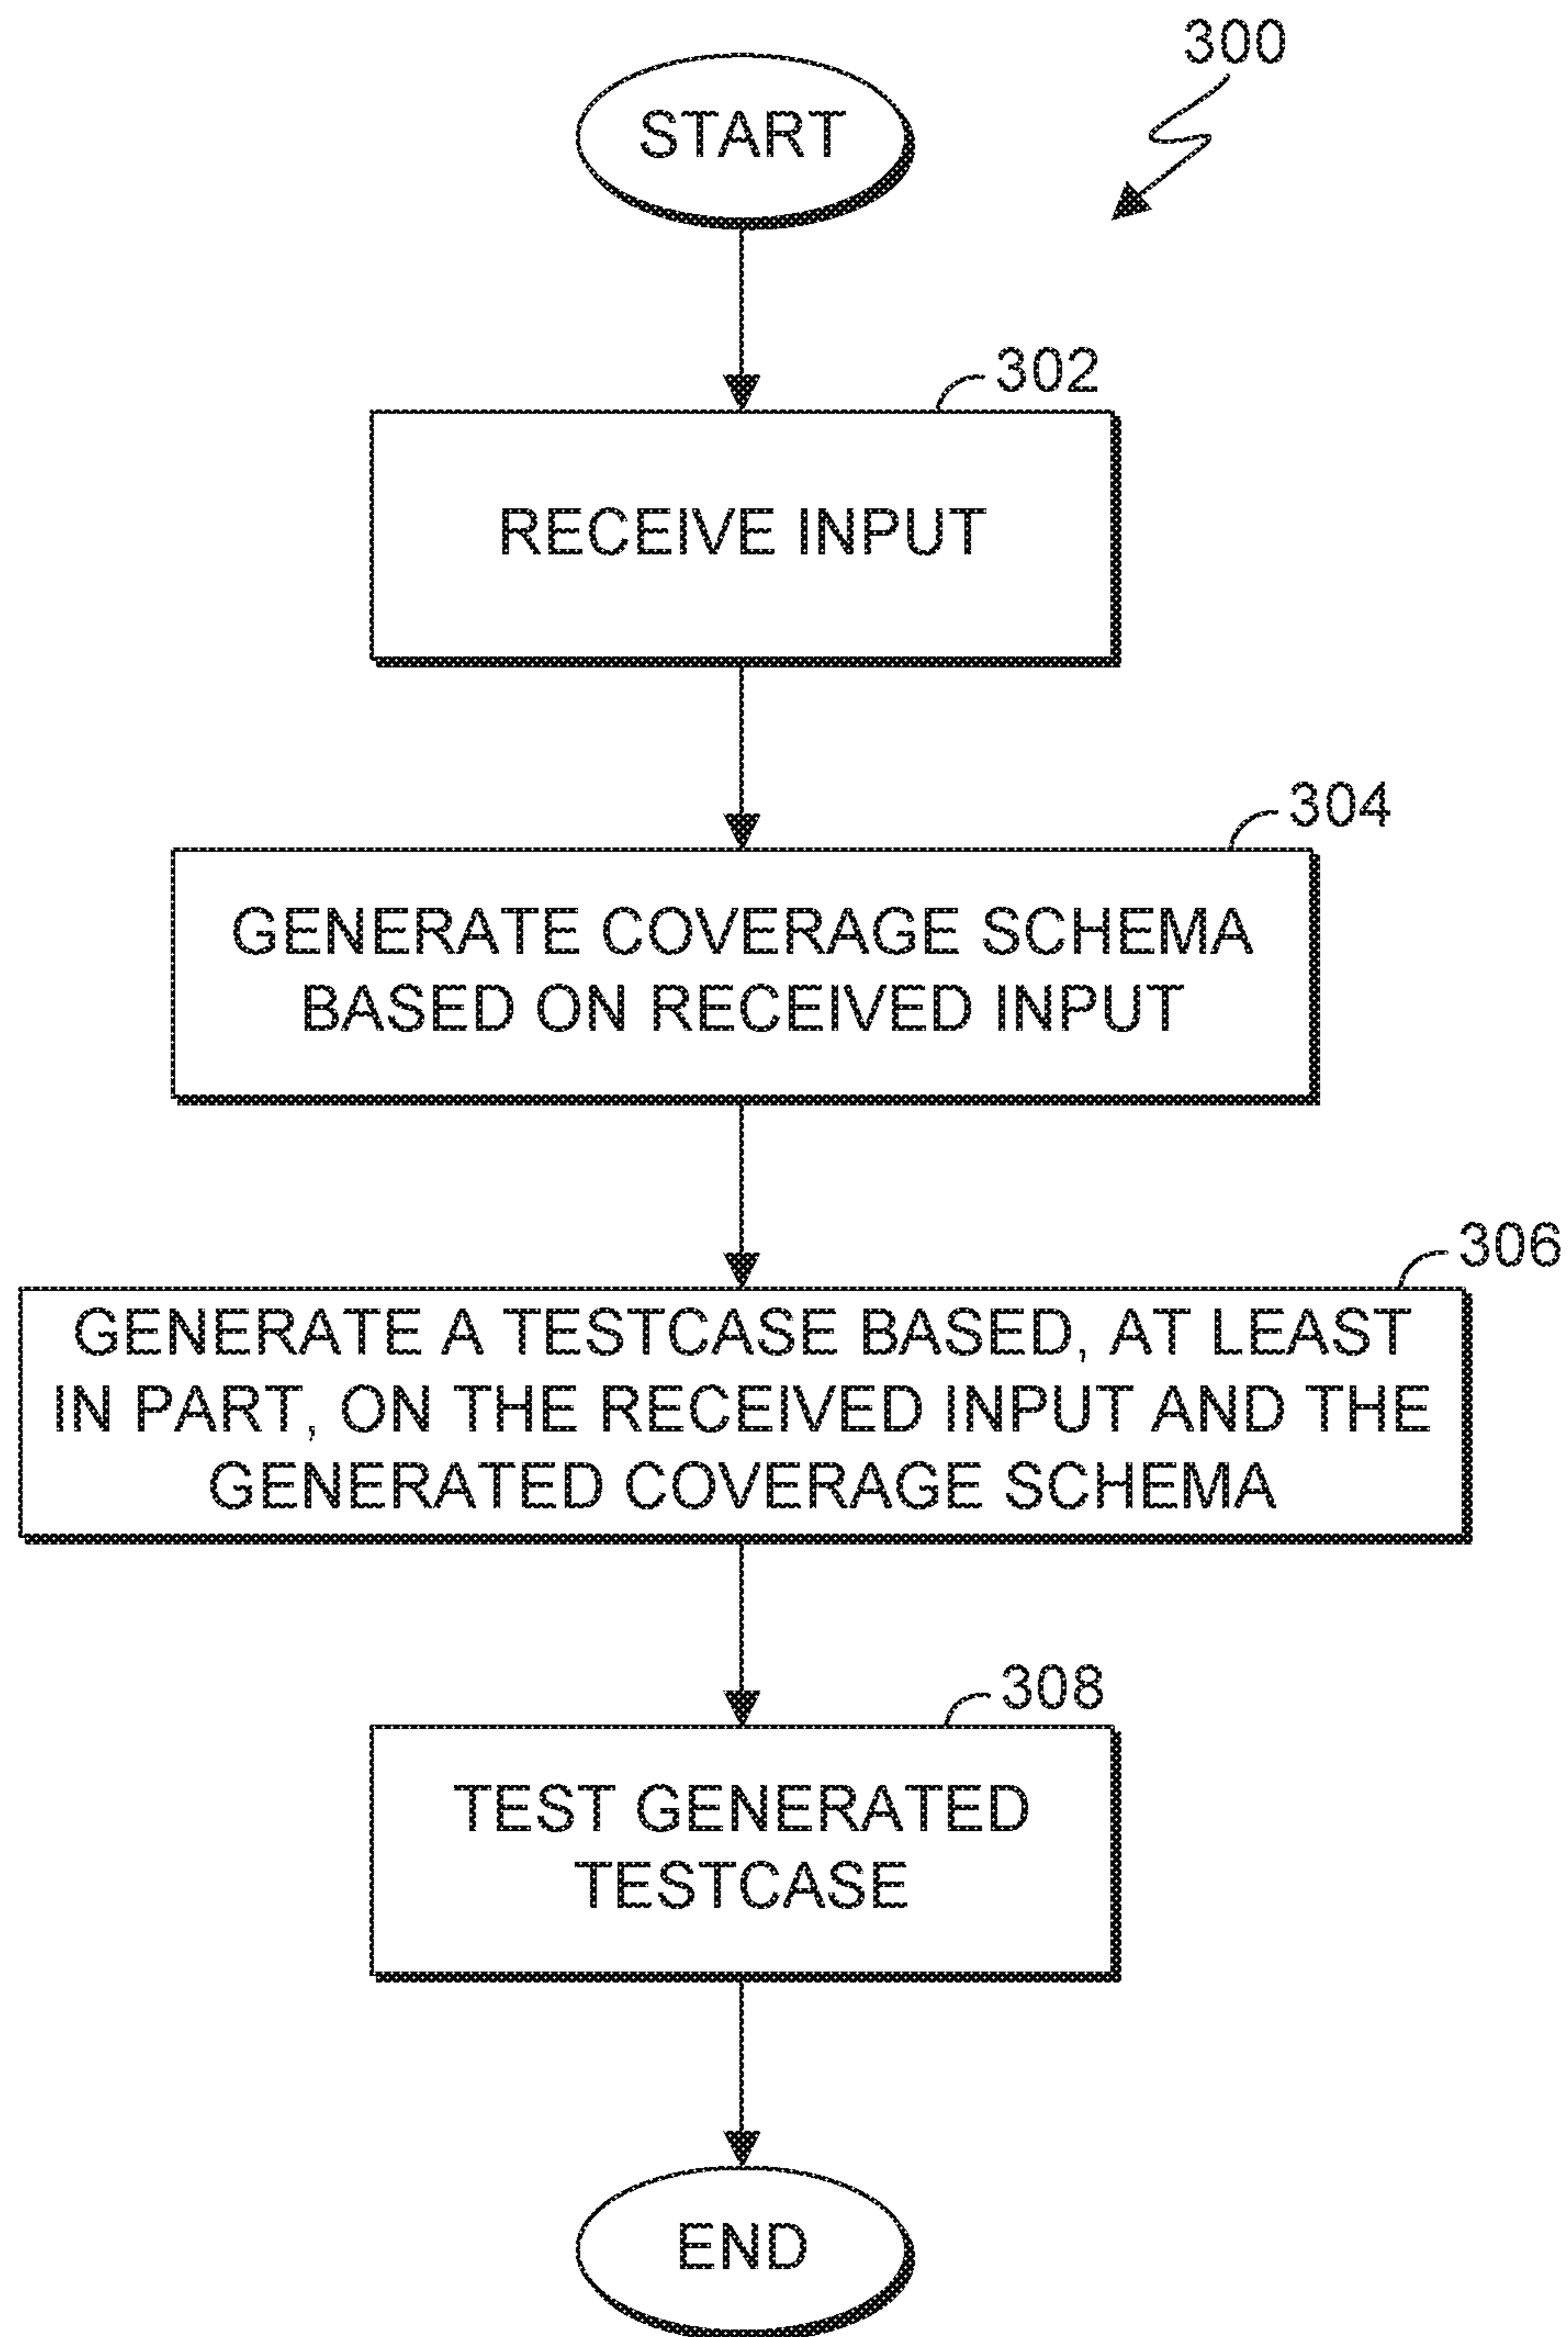 300
START
302
RECEIVE INPUT
304
GENERATE COVERAGE SCHEMA
BASED ON RECEIVED INPUT
306
GENERATE A TESTCASE BASED, AT LEAST
IN PART, ON THE RECEIVED INPUT AND THE
GENERATED COVERAGE SCHEMA
308
TEST GENERATED
TESTCASE
END